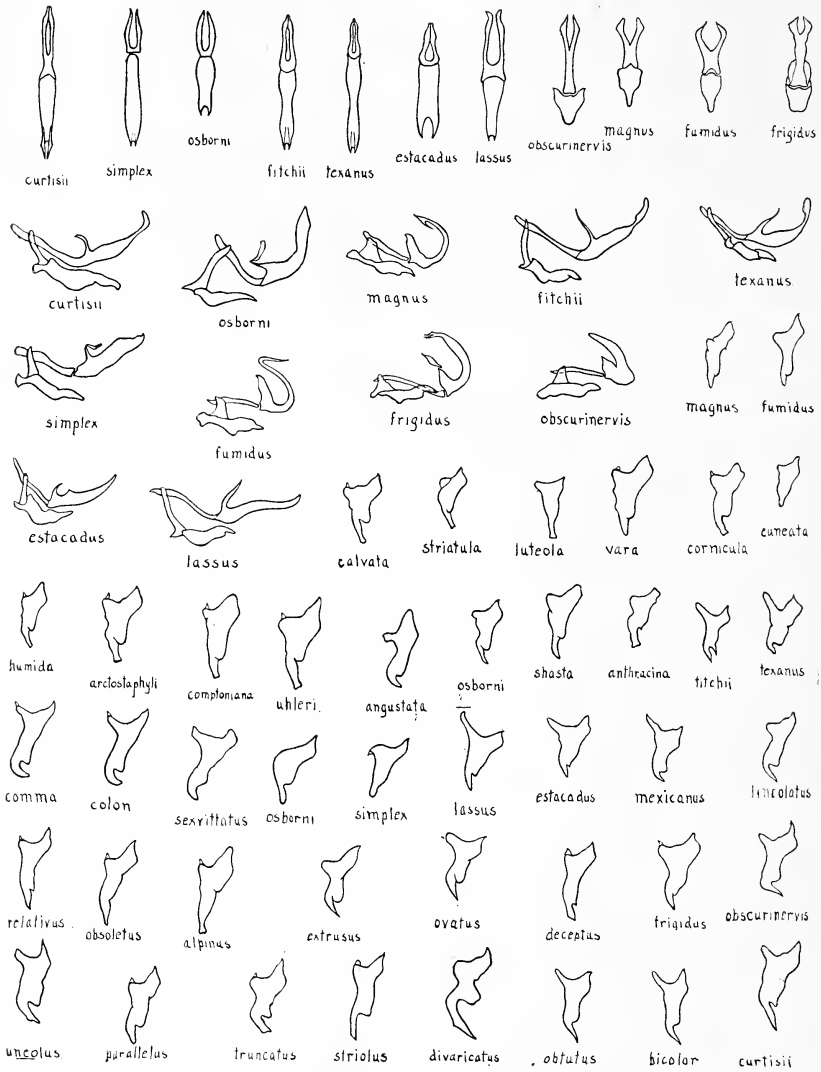 curtisii simplex osborni fitchii texanus estacadus lassus obscurinervis magnus fumidus frigidus
curtisii osborni magnus fitchii texanus
simplex fumidus frigidus obscurinervis magnus fumidus
estacadus lassus calvata striatula luteola vara cornicula cuneata
humida arctostaphyli comptoniana uhleri. angustata osborni shasta anthracina fitchii texanus
comma colon sexvittatus osborni simplex lassus estacadus mexicanus lincolatus
relativus obsoletus alpinus extrusus ovatus deceptus frigidus obscurinervis
uncolus parallelus truncatus striolus divaricatus obtutus bicolor curtisii